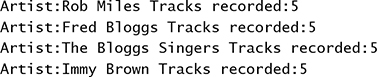 Artist:Rob Miles Tracks recorded:5
Artist:Fred Bloggs Tracks recorded:5
Artist:The Bloggs Singers Tracks recorded:5
Artist:Immy Brown Tracks recorded:5